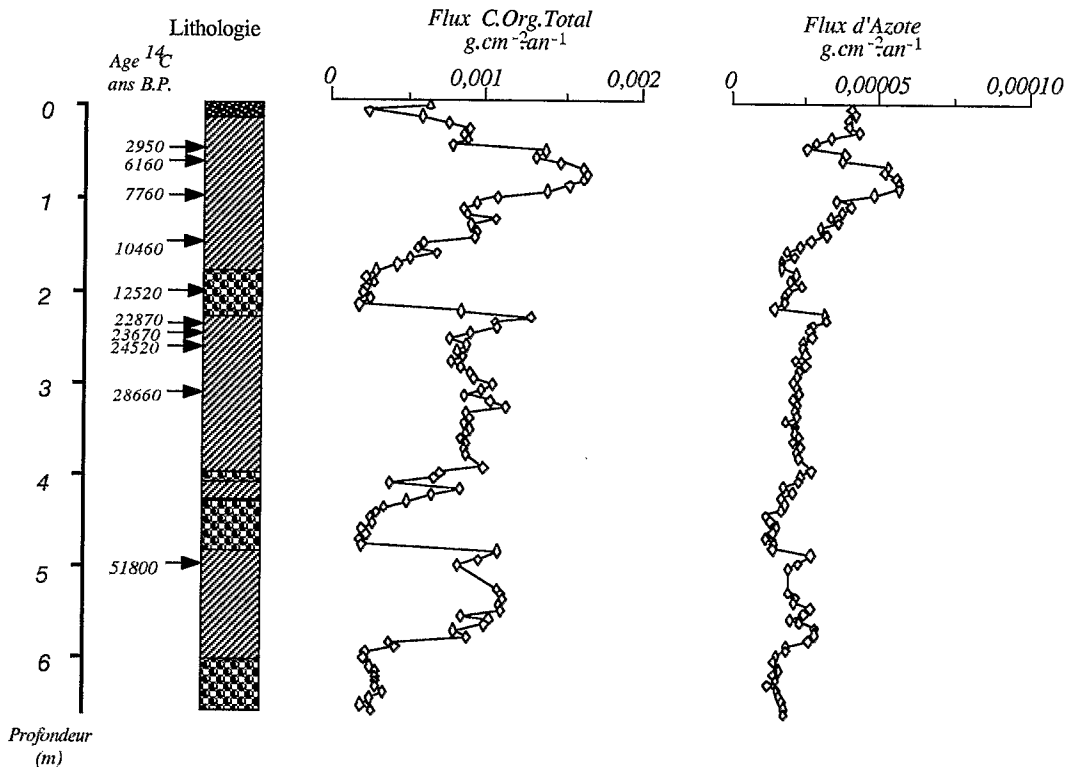 Lithologie
Age 14C
ans B.P.
Flux C.Org.Total
g.cm-2.an-1
Flux d'Azote
g.cm-2.an-1
0
0,001
0,002
0
0,000005
0,00010
0
2950
6160
1
7760
10460
2
12520
22870
23670
24520
3
28660
4
5
51800
6
Profondeur
(m)